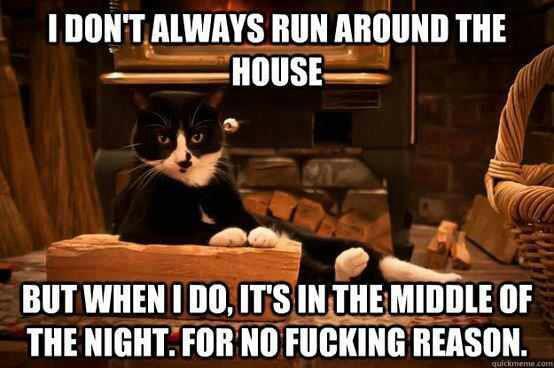 I DON'T ALWAYS RUN AROUND THE
HOUSE
BUT WHEN I DO, IT'S IN THE MIDDLE OF
THE NIGHT. FOR NO FUCKING REASON.
quickmeme.com